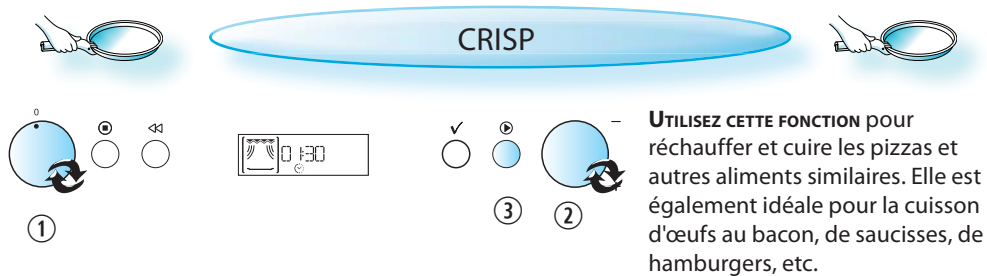 CRISP
0
01:30
–
+
① 
③
②
UTILISEZ CETTE FONCTION pour
réchauffer et cuire les pizzas et
autres aliments similaires. Elle est
également idéale pour la cuisson
d'œufs au bacon, de saucisses, de
hamburgers, etc.